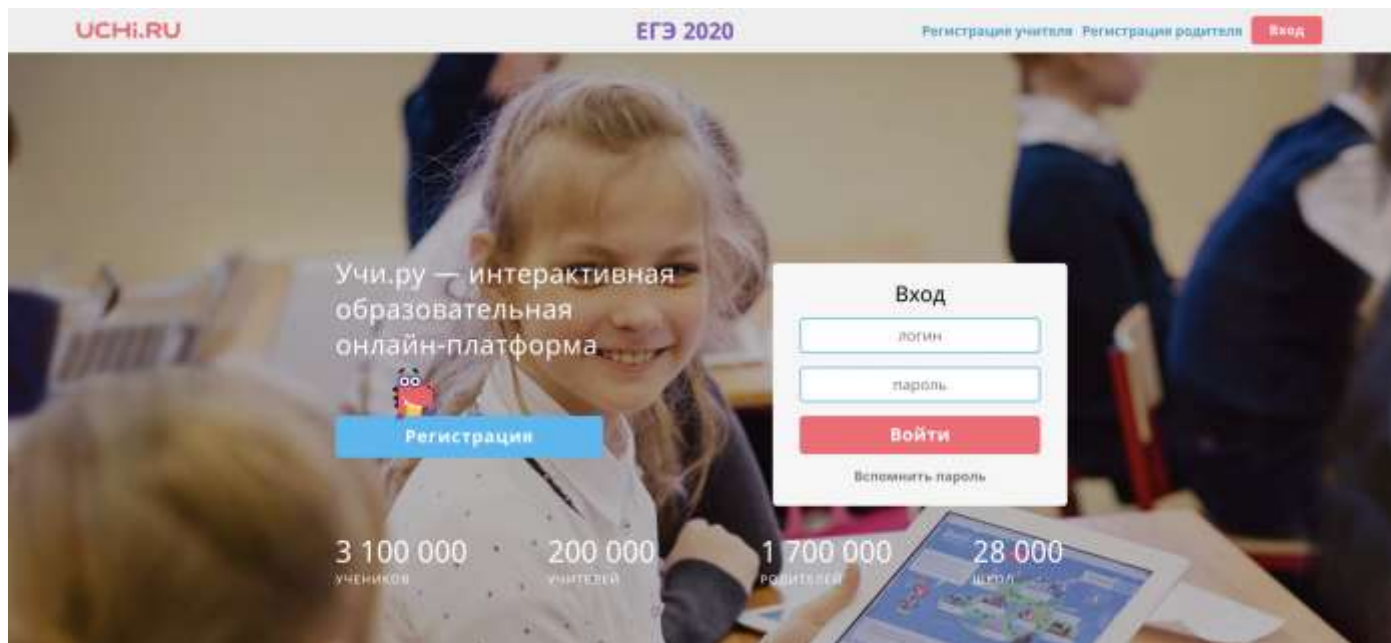 UCHi.RU
ЕГЭ 2020
Регистрация учителя Регистрация родителя Вход
Учи.ру — интерактивная
образовательная
онлайн-платформа
Регистрация
Вход
логин
пароль
Войти
Вспомнить пароль
3 100 000 200 000 1 700 000 28 000
УЧЕНИКОВ УЧИТЕЛЕЙ РОДИТЕЛЕЙ ШКОЛ